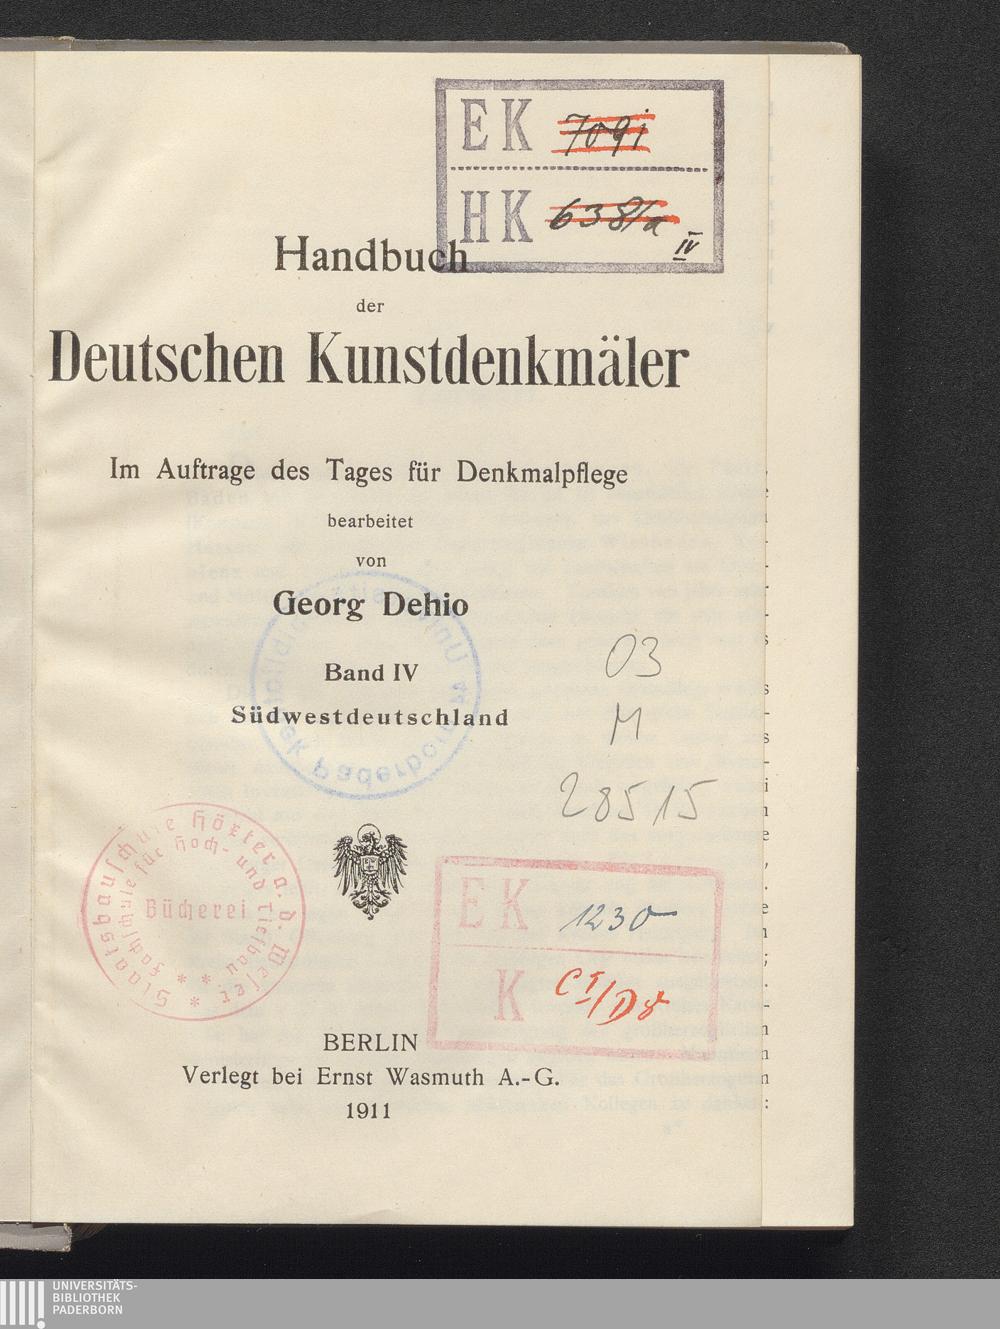 EK 709i
HK 638/a
IV
Handbuch
der
Deutschen Kunstdenkmäler
Im Auftrage des Tages für Denkmalpflege
bearbeitet
von
Georg Dehio
Band IV
Südwestdeutschland
Paderborn
03
M
28515
Staatsbauschule Höxter a. d. Weser
Fachschule für Hoch- und Tiefbau
Bücherei
EK 1230
K C I/D8
BERLIN
Verlegt bei Ernst Wasmuth A.-G.
1911
UNIVERSITÄTS-
BIBLIOTHEK
PADERBORN